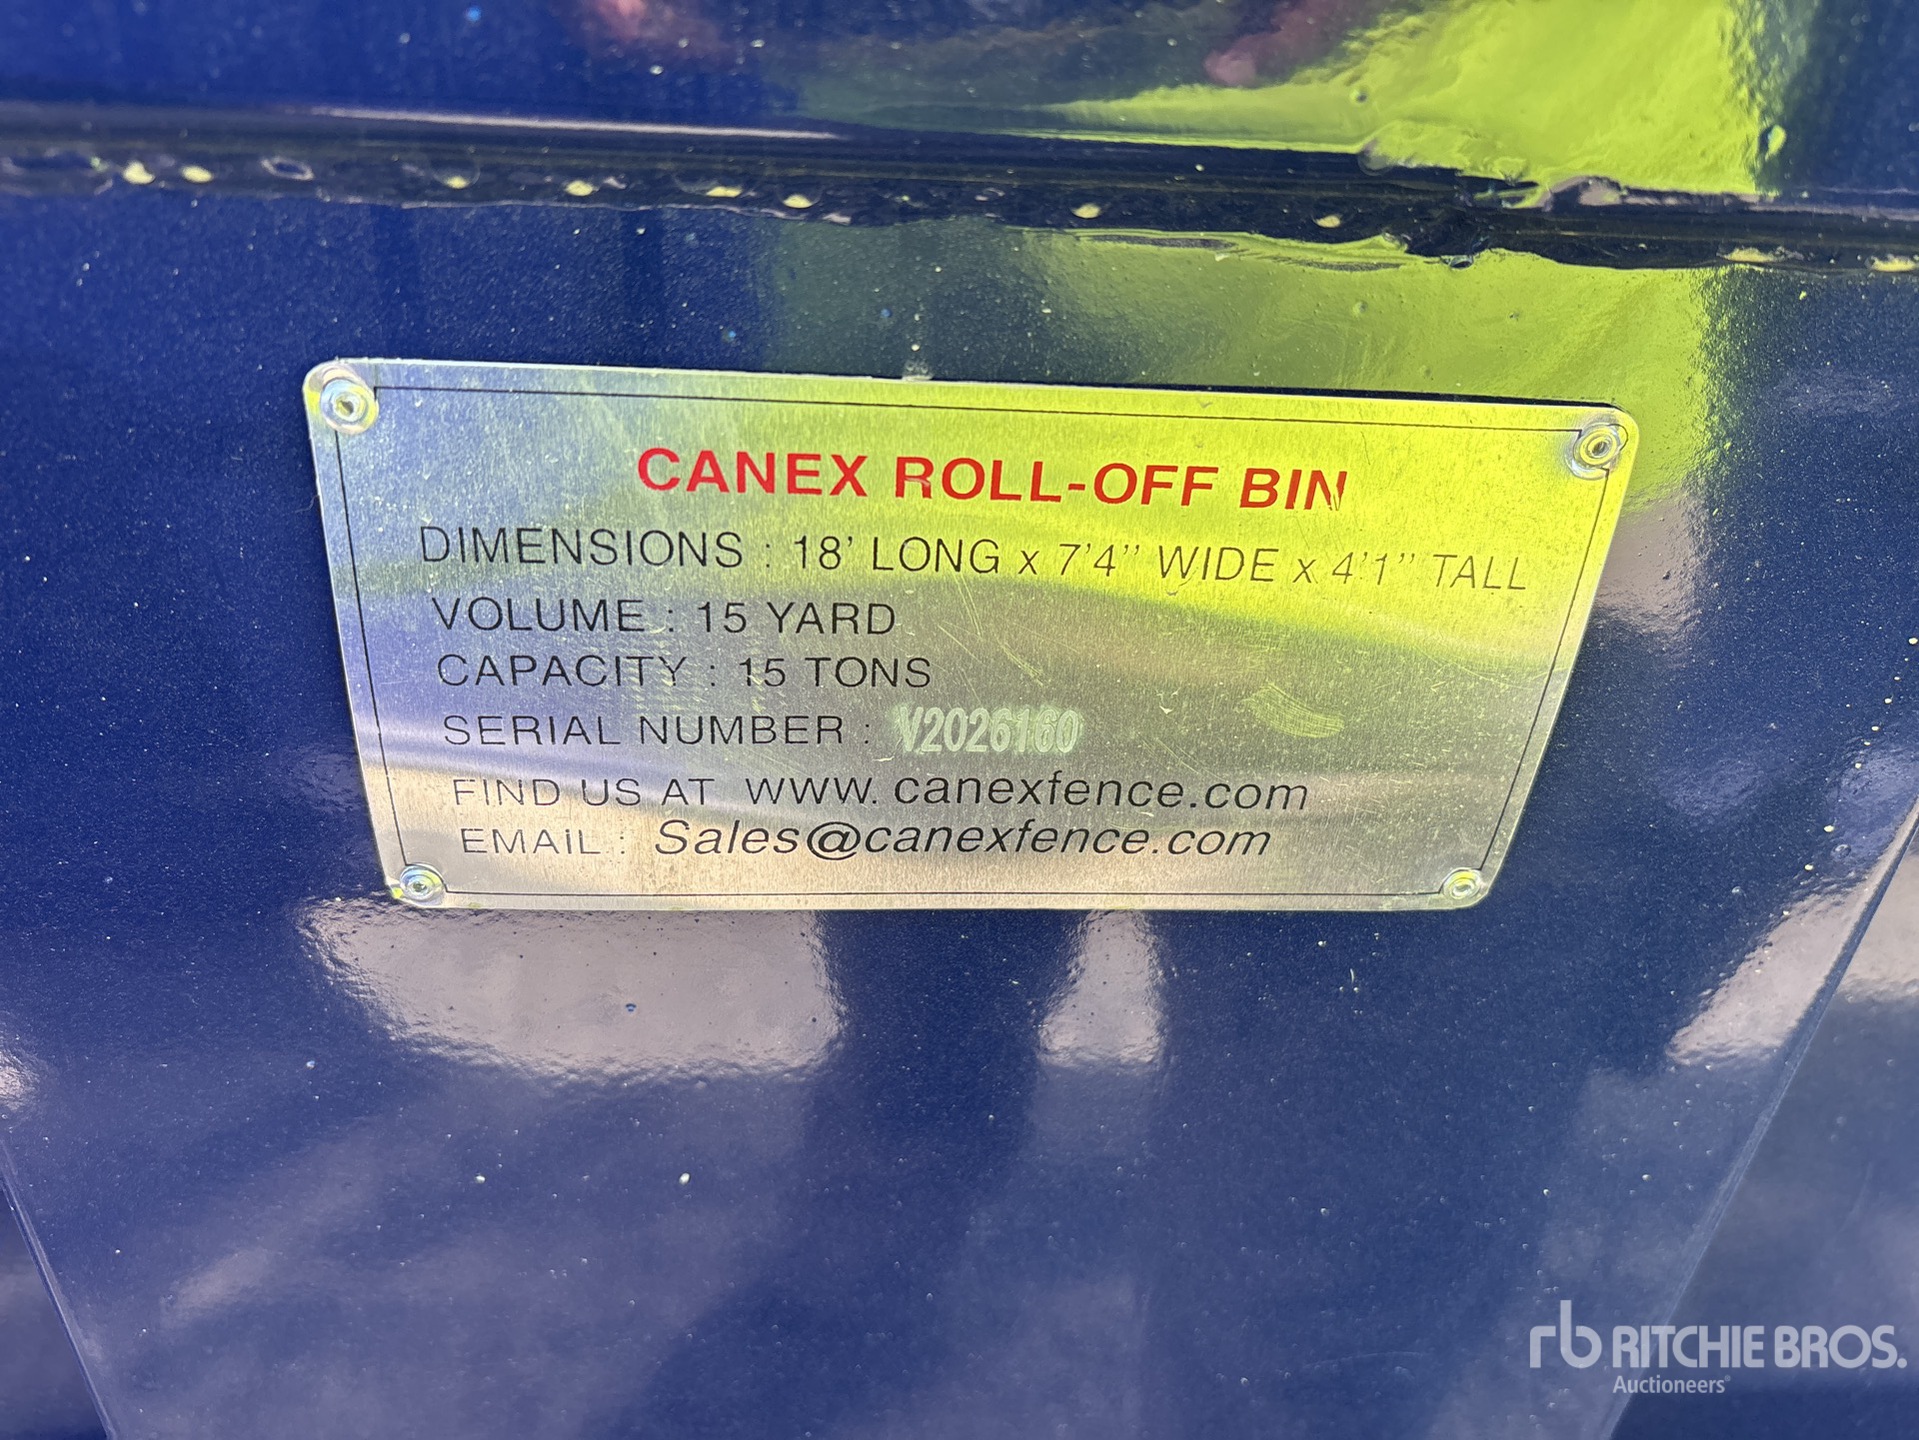 CANEX ROLL-OFF BIN
DIMENSIONS : 18' LONG x 7'4'' WIDE x 4'1'' TALL
VOLUME : 15 YARD
CAPACITY : 15 TONS
SERIAL NUMBER : V2026160
FIND US AT www. canexfence.com
EMAIL : Sales@canexfence.com
rb RITCHIE BROS.
Auctioneers